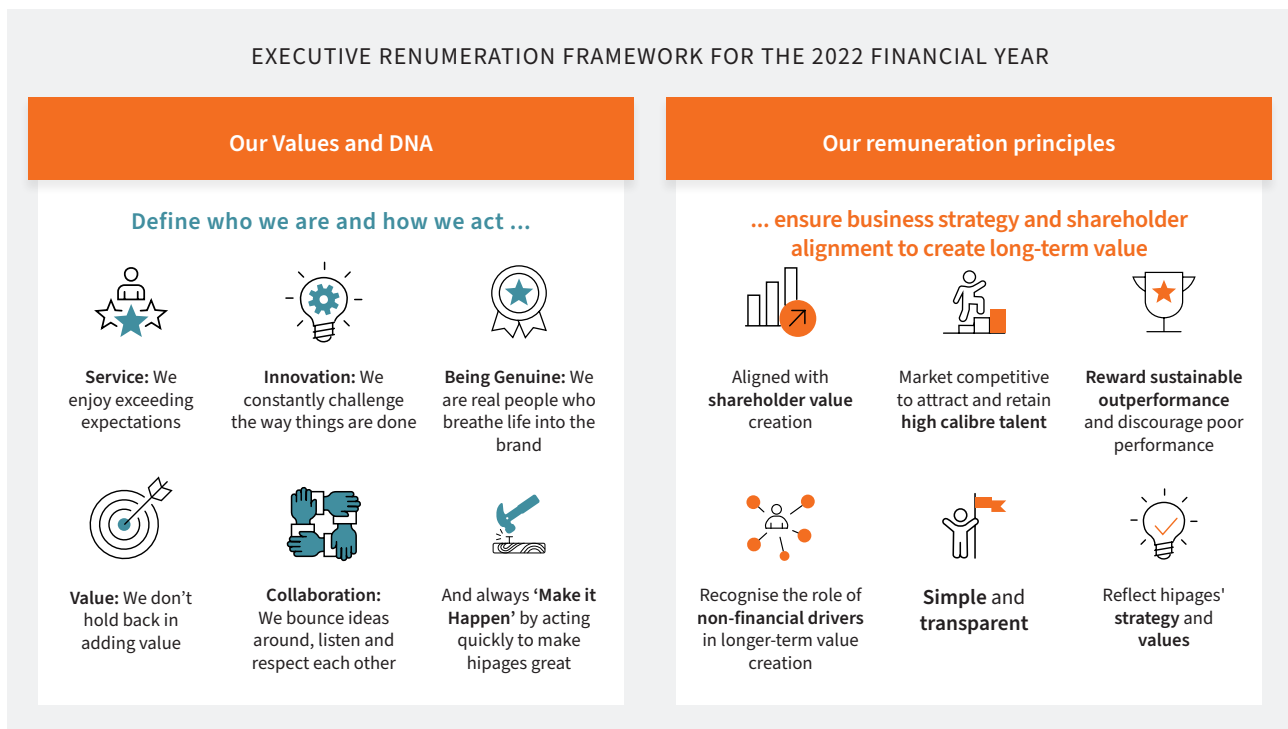 EXECUTIVE RENUMERATION FRAMEWORK FOR THE 2022 FINANCIAL YEAR
Our Values and DNA
Define who we are and how we act ...
Service: We
enjoy exceeding
expectations
Innovation: We
constantly challenge
the way things are done
Being Genuine: We
are real people who
breathe life into the
brand
Value: We don't
hold back in
adding value
Collaboration:
We bounce ideas
around, listen and
respect each other
And always ‘Make it
Happen’ by acting
quickly to make
hipages great
Our remuneration principles
... ensure business strategy and shareholder
alignment to create long-term value
Aligned with
shareholder value
creation
Market competitive
to attract and retain
high calibre talent
Reward sustainable
outperformance
and discourage poor
performance
Recognise the role of
non-financial drivers
in longer-term value
creation
Simple and
transparent
Reflect hipages'
strategy and
values